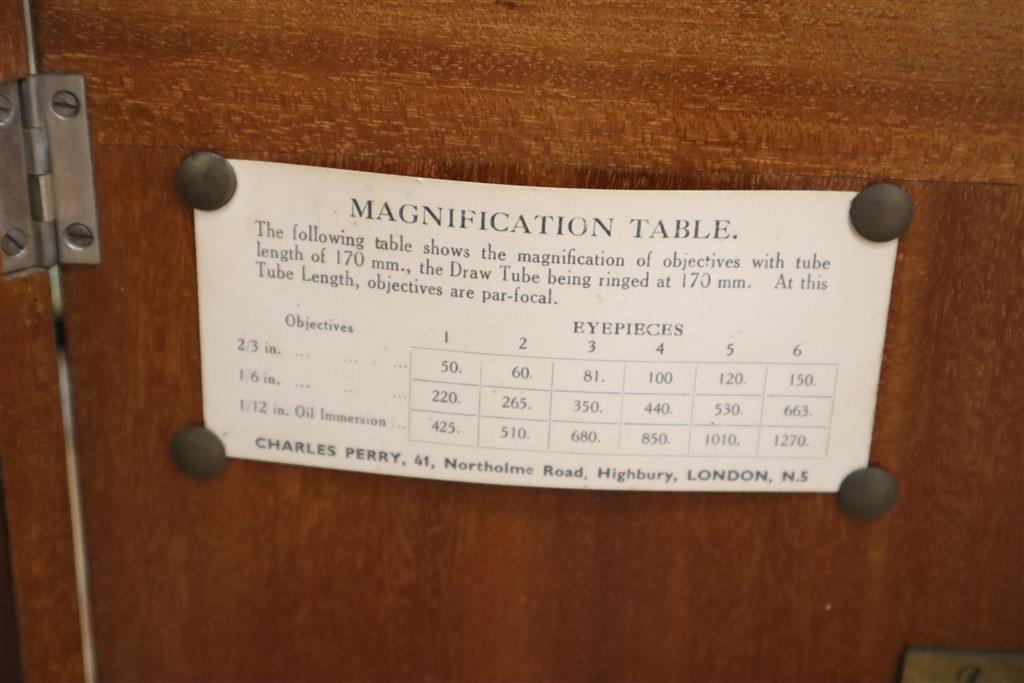 MAGNIFICATION TABLE.
The following table shows the magnification of objectives with tube
length of 170 mm., the Draw Tube being ringed at 170 mm. At this
Tube Length, objectives are par-focal.
Objectives EYEPIECES
1 2 3 4 5 6
2/3 in. ... ... ... 50. 60. 81. 100 120. 150.
1/6 in. ... ... ... 220. 265. 350. 440. 530. 663.
1/12 in. Oil Immersion ... 425. 510. 680. 850. 1010. 1270.
CHARLES PERRY, 41, Northolme Road, Highbury, LONDON, N.5